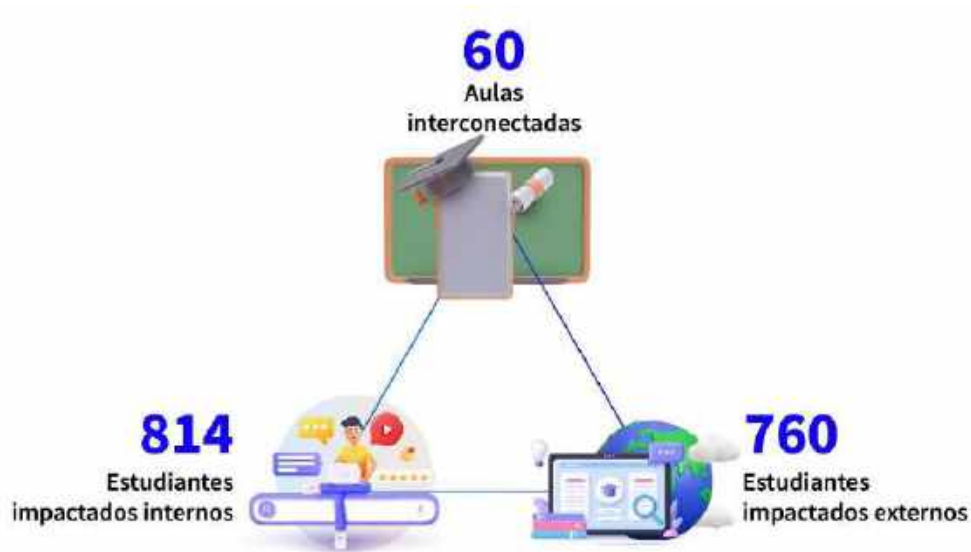 60
Aulas
interconectadas
814
Estudiantes
impactados internos
760
Estudiantes
impactados externos